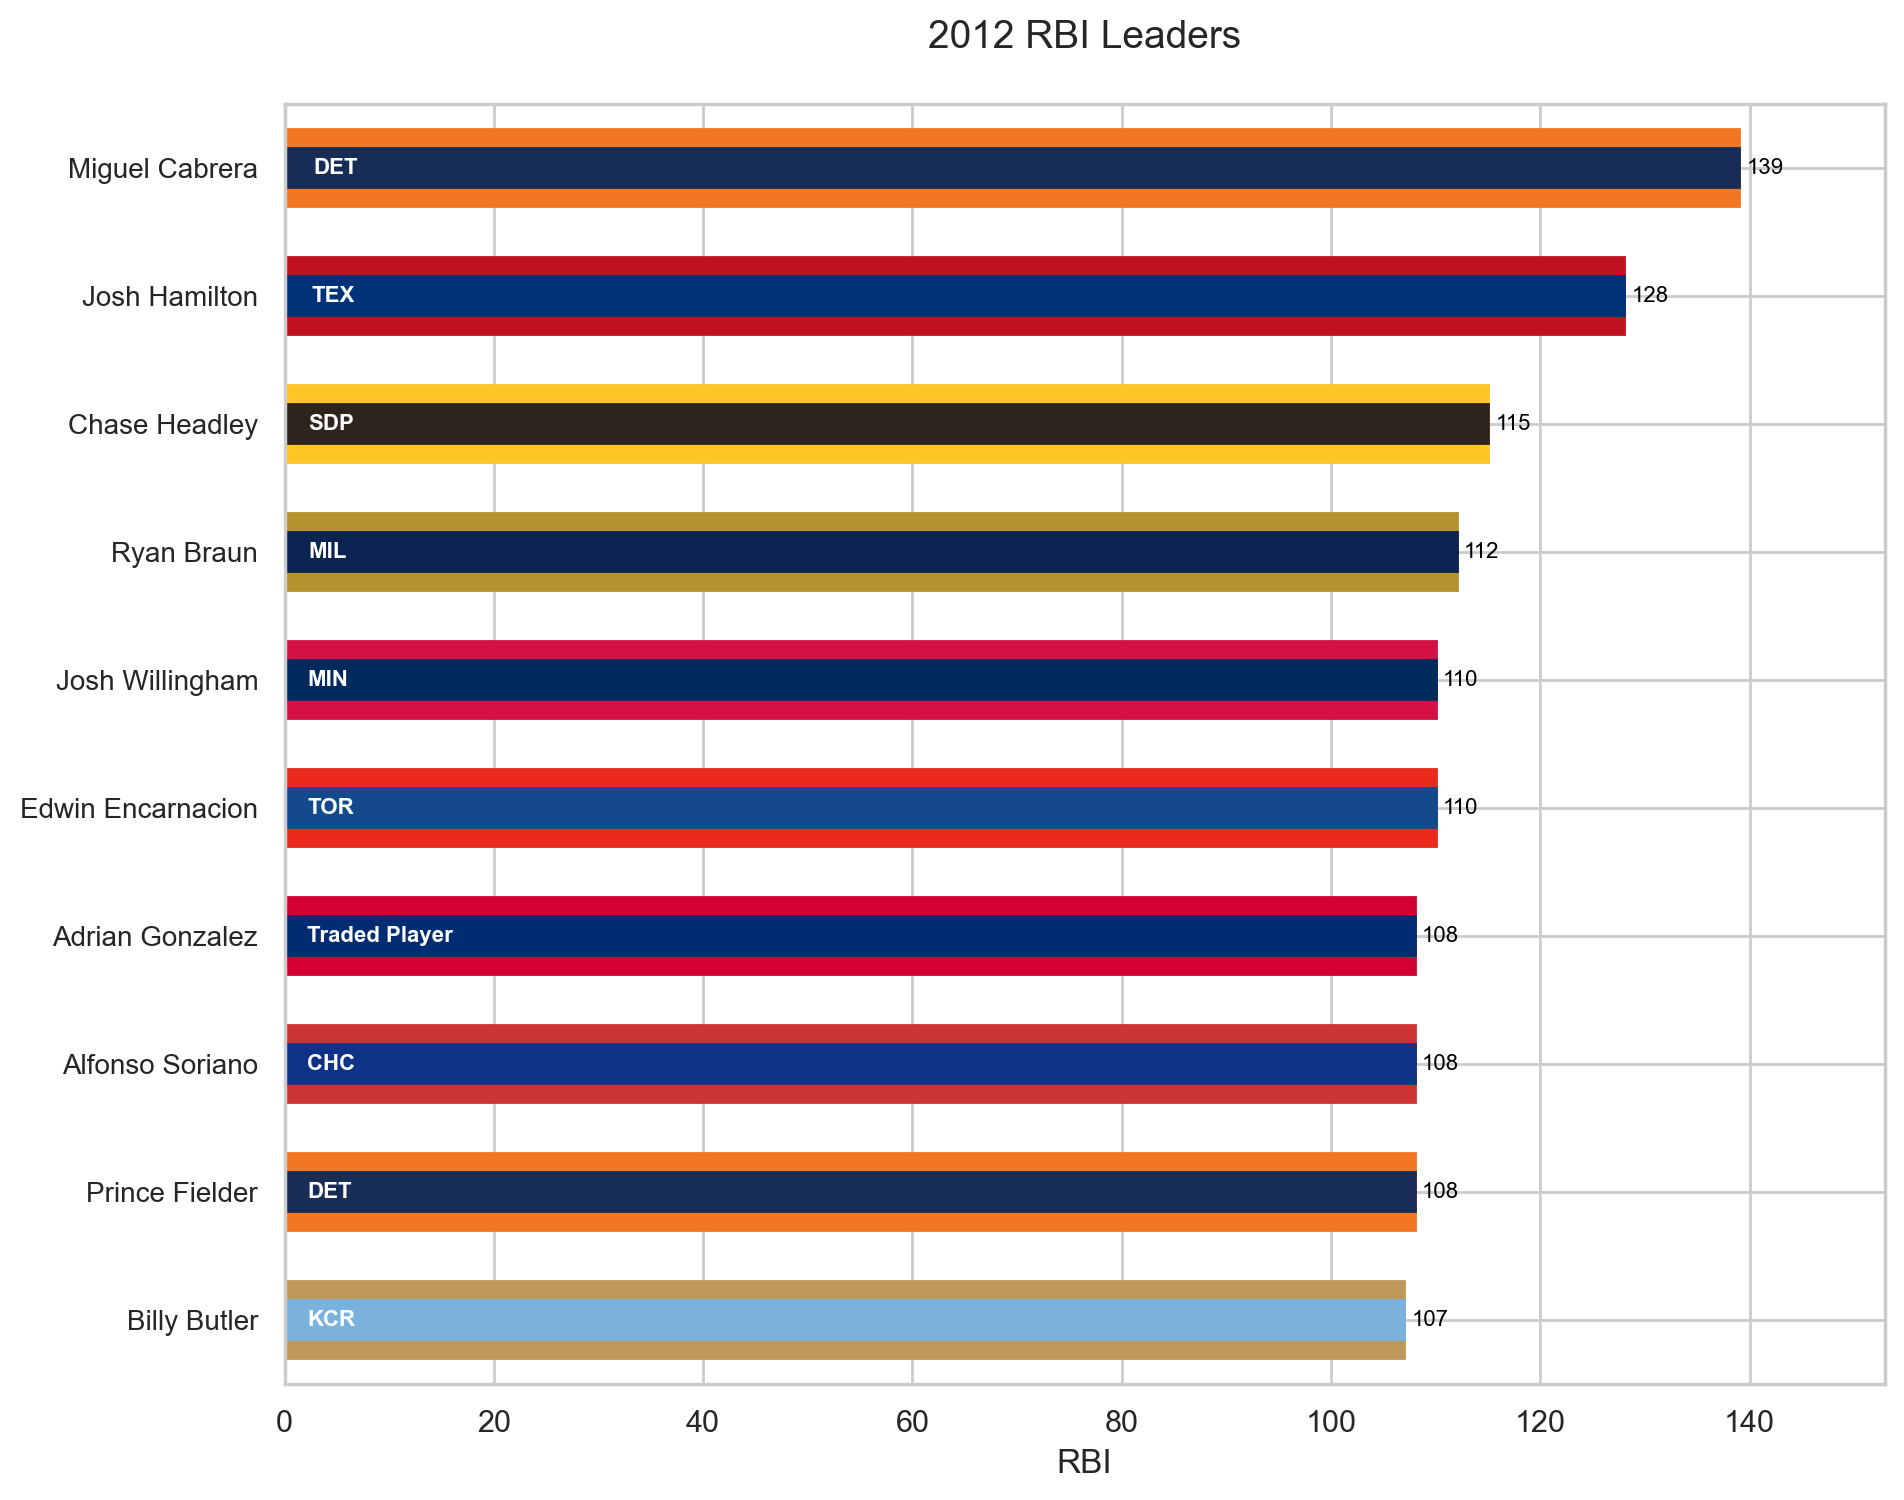 2012 RBI Leaders
Miguel Cabrera DET 139
Josh Hamilton TEX 128
Chase Headley SDP 115
Ryan Braun MIL 112
Josh Willingham MIN 110
Edwin Encarnacion TOR 110
Adrian Gonzalez Traded Player 108
Alfonso Soriano CHC 108
Prince Fielder DET 108
Billy Butler KCR 107
0 20 40 60 80 100 120 140
RBI